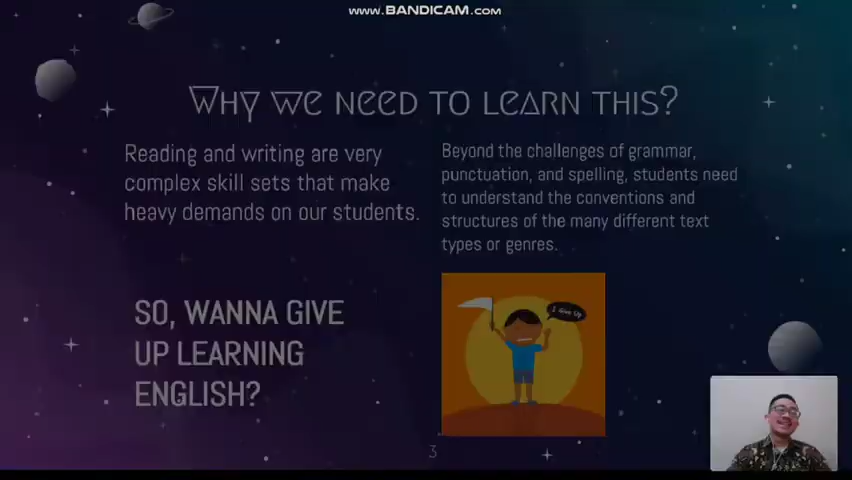 www.BANDICAM.com
Why we need to learn this?
Reading and writing are very
complex skill sets that make
heavy demands on our students.
Beyond the challenges of grammar,
punctuation, and spelling, students need
to understand the conventions and
structures of the many different text
types or genres.
SO, WANNA GIVE
UP LEARNING
ENGLISH?
I Give Up
3